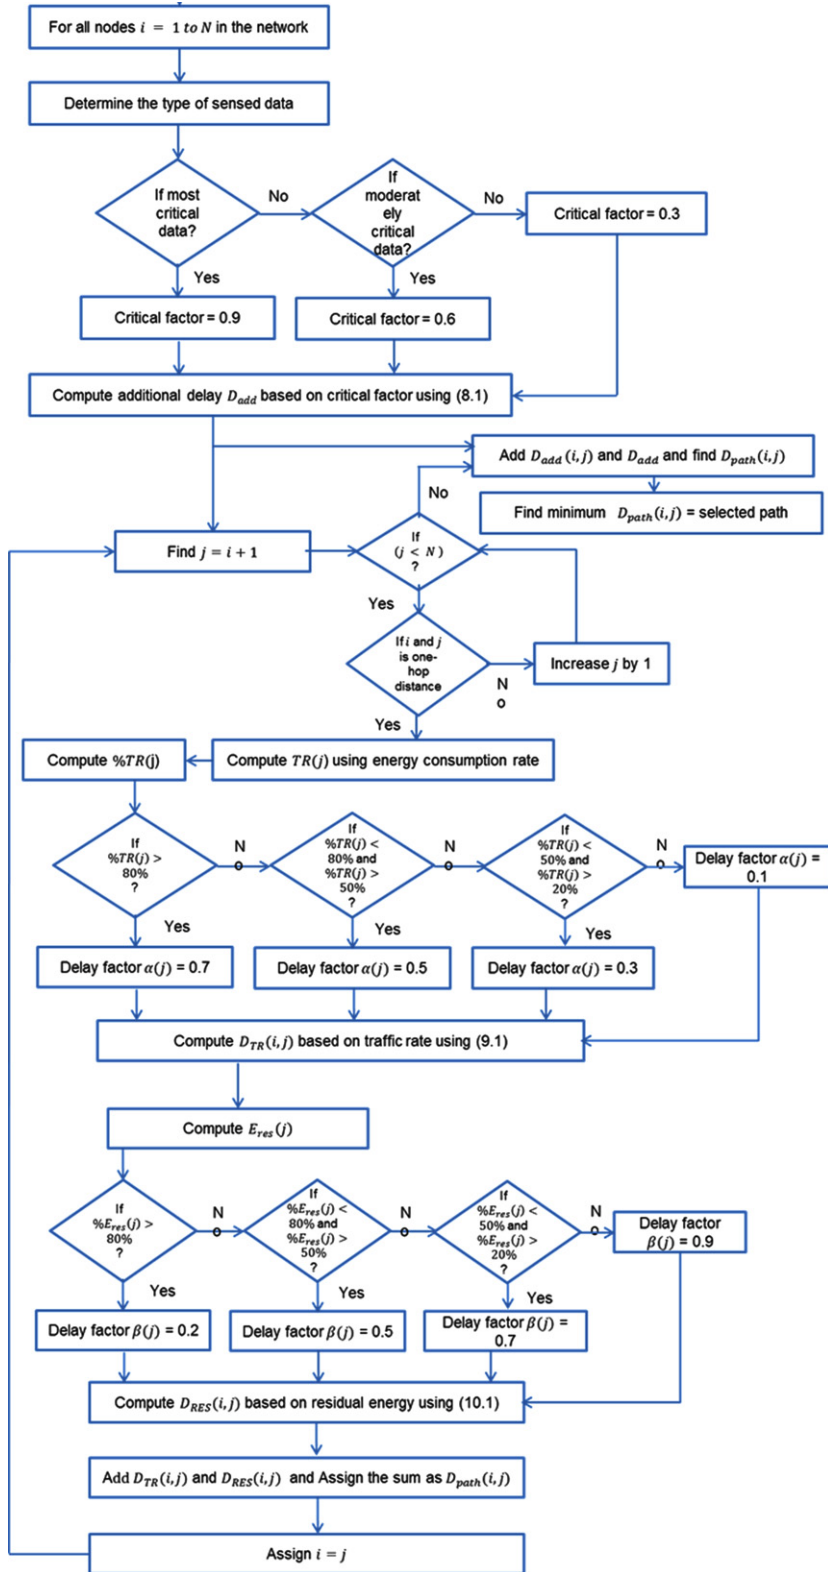 For all nodes i = 1 to N in the network
Determine the type of sensed data
If most
critical
data?
No
If
moderat
ely
critical
data?
No
Critical factor = 0.3
Yes
Yes
Critical factor = 0.9
Critical factor = 0.6
Compute additional delay D_add based on critical factor using (8.1)
Add D_add (i,j) and D_add and find D_path(i,j)
No
Find minimum D_path(i,j) = selected path
Find j = i + 1
If
(j < N)
?
Yes
If i and j
is one-
hop
distance
N
o
Increase j by 1
Yes
Compute %TR(j)
Compute TR(j) using energy consumption rate
If
%TR(j) >
80%
?
N
o
If
%TR(j) <
80% and
%TR(j) >
50%
?
N
o
If
%TR(j) <
50% and
%TR(j) >
20%
?
N
o
Delay factor α(j) =
0.1
Yes
Yes
Yes
Delay factor α(j) = 0.7
Delay factor α(j) = 0.5
Delay factor α(j) = 0.3
Compute D_TR(i,j) based on traffic rate using (9.1)
Compute E_res(j)
If
%E_res(j) >
80%
?
N
o
If
%E_res(j) <
80% and
%E_res(j) >
50%
?
N
o
If
%E_res(j) <
50% and
%E_res(j) >
20%
?
N
o
Delay factor
β(j) = 0.9
Yes
Yes
Yes
Delay factor β(j) = 0.2
Delay factor β(j) = 0.5
Delay factor β(j) =
0.7
Compute D_RES(i,j) based on residual energy using (10.1)
Add D_TR(i,j) and D_RES(i,j) and Assign the sum as D_path(i,j)
Assign i = j